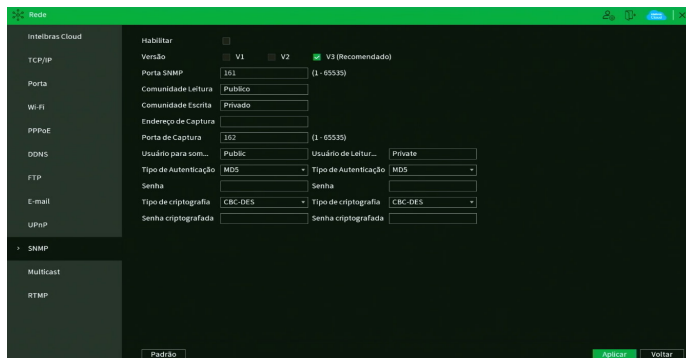 Rede
Intelbras Cloud
TCP/IP
Porta
Wi-Fi
PPPoE
DDNS
FTP
E-mail
UPnP
> SNMP
Multicast
RTMP
Habilitar
Versão V1 V2 V3 (Recomendado)
Porta SNMP 161 (1 - 65535)
Comunidade Leitura Publico
Comunidade Escrita Privado
Endereço de Captura
Porta de Captura 162 (1 - 65535)
Usuário para som... Public Usuário de Leitur... Private
Tipo de Autenticação MD5 Tipo de Autenticação MD5
Senha Senha
Tipo de criptografia CBC-DES Tipo de criptografia CBC-DES
Senha criptografada Senha criptografada
Padrão Aplicar Voltar